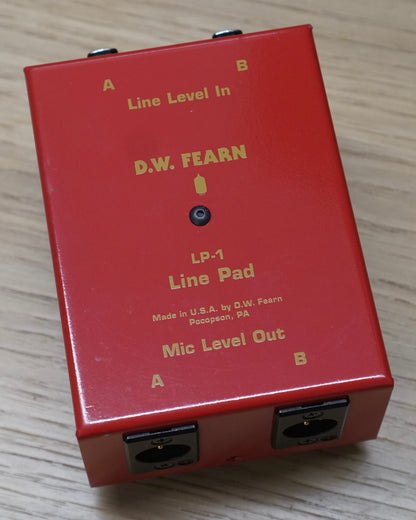 A B
Line Level In
D.W. FEARN
LP-1
Line Pad
Made in U.S.A. by D.W. Fearn
Pocopson, PA
Mic Level Out
A B